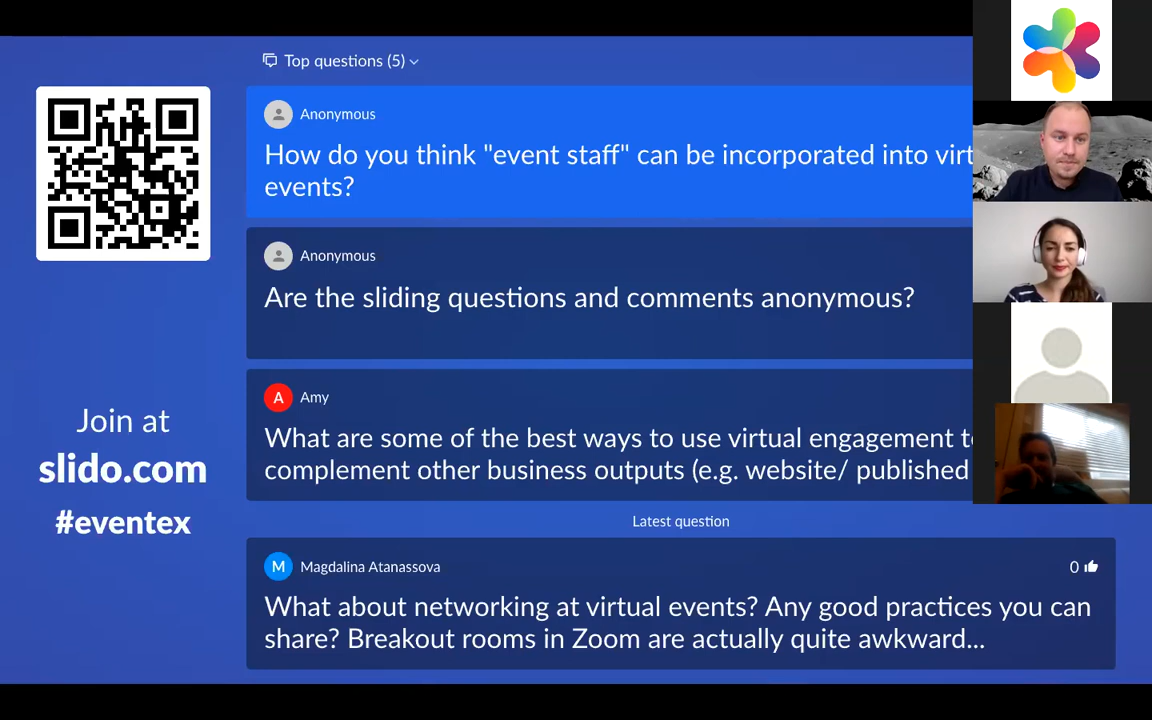 Top questions (5)
Anonymous
How do you think "event staff" can be incorporated into
events?
Anonymous
Are the sliding questions and comments anonymous?
A Amy
What are some of the best ways to use virtual engagement
complement other business outputs (e.g. website/ published
Join at
slido.com
#eventex
Latest question
M Magdalina Atanassova
0
What about networking at virtual events? Any good practices you can
share? Breakout rooms in Zoom are actually quite awkward...